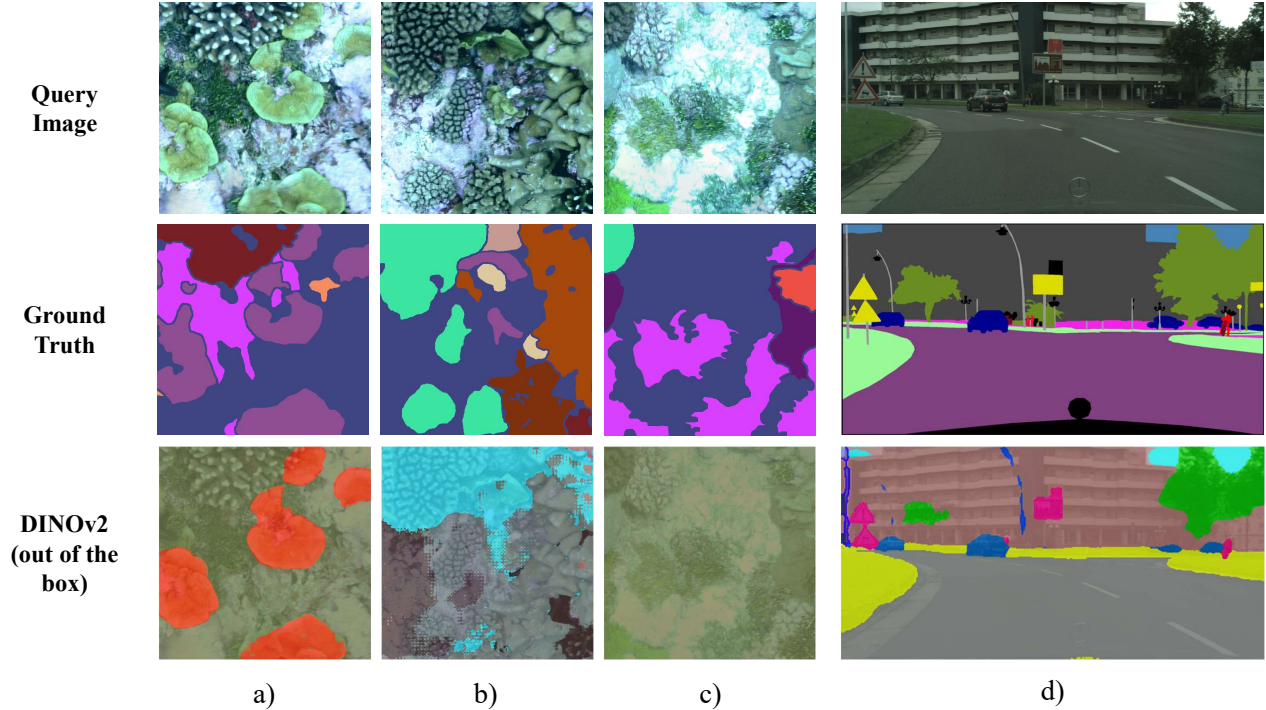 Query
Image
Ground
Truth
DINOv2
(out of the
box)
a)
b)
c)
d)